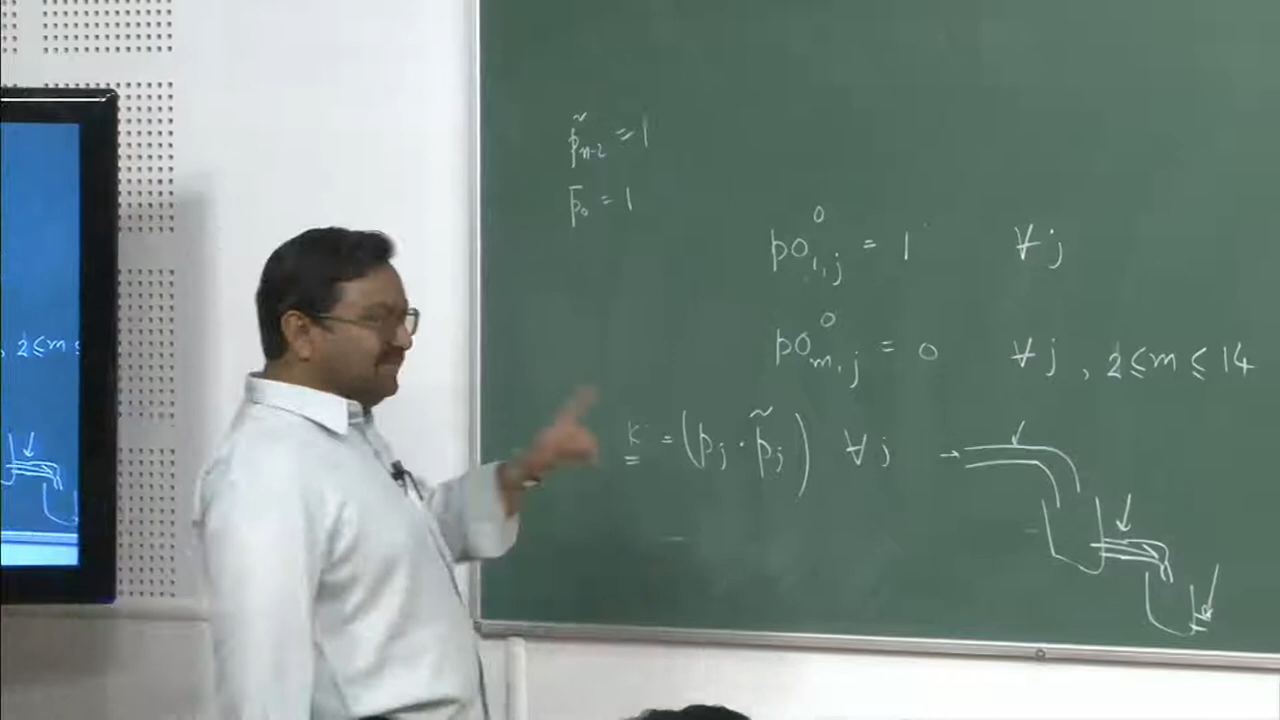 p̃ₙ₋₂ = 1
p̄₀ = 1
po⁰₁,ⱼ = 1 ∀ j
po⁰ₘ,ⱼ = 0 ∀ j , 2 ≤ m ≤ 14
K = (pⱼ · p̃ⱼ) ∀ j
, 2 ≤ m ≤